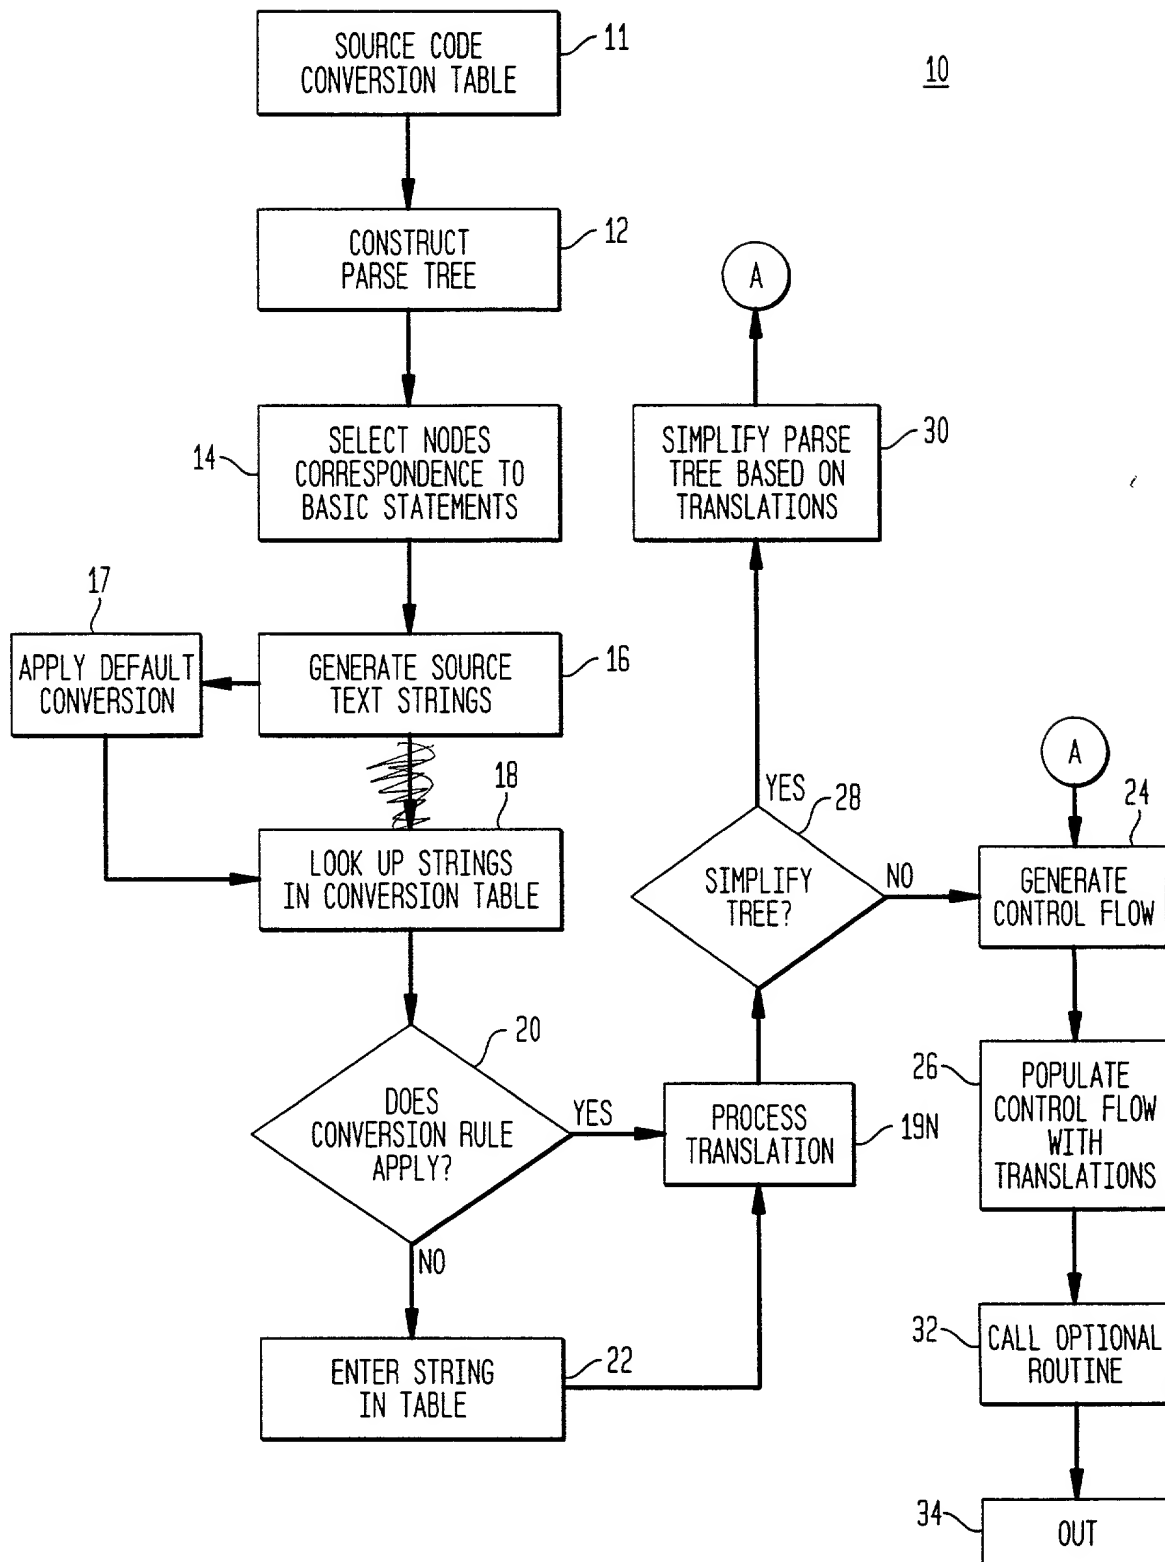 SOURCE CODE
CONVERSION TABLE
11
10
CONSTRUCT
PARSE TREE
12
A
SELECT NODES
CORRESPONDENCE TO
BASIC STATEMENTS
14
SIMPLIFY PARSE
TREE BASED ON
TRANSLATIONS
30
17
APPLY DEFAULT
CONVERSION
GENERATE SOURCE
TEXT STRINGS
16
18
LOOK UP STRINGS
IN CONVERSION TABLE
YES
28
SIMPLIFY
TREE?
NO
A
24
GENERATE
CONTROL FLOW
20
DOES
CONVERSION RULE
APPLY?
YES
NO
PROCESS
TRANSLATION
19N
26
POPULATE
CONTROL FLOW
WITH
TRANSLATIONS
ENTER STRING
IN TABLE
22
32
CALL OPTIONAL
ROUTINE
34
OUT